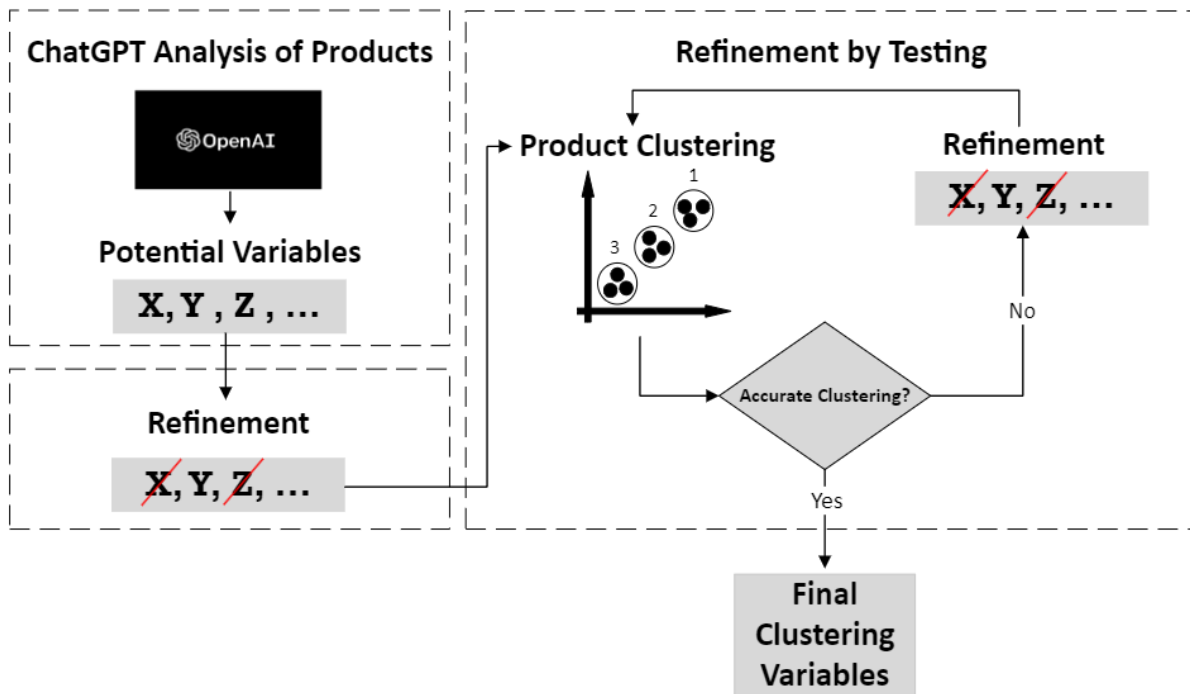 ChatGPT Analysis of Products
OpenAI
Potential Variables
X, Y , Z , ...
Refinement
X, Y, Z, ...
Refinement by Testing
Product Clustering
1
2
3
Refinement
X, Y, Z, ...
Accurate Clustering?
No
Yes
Final
Clustering
Variables